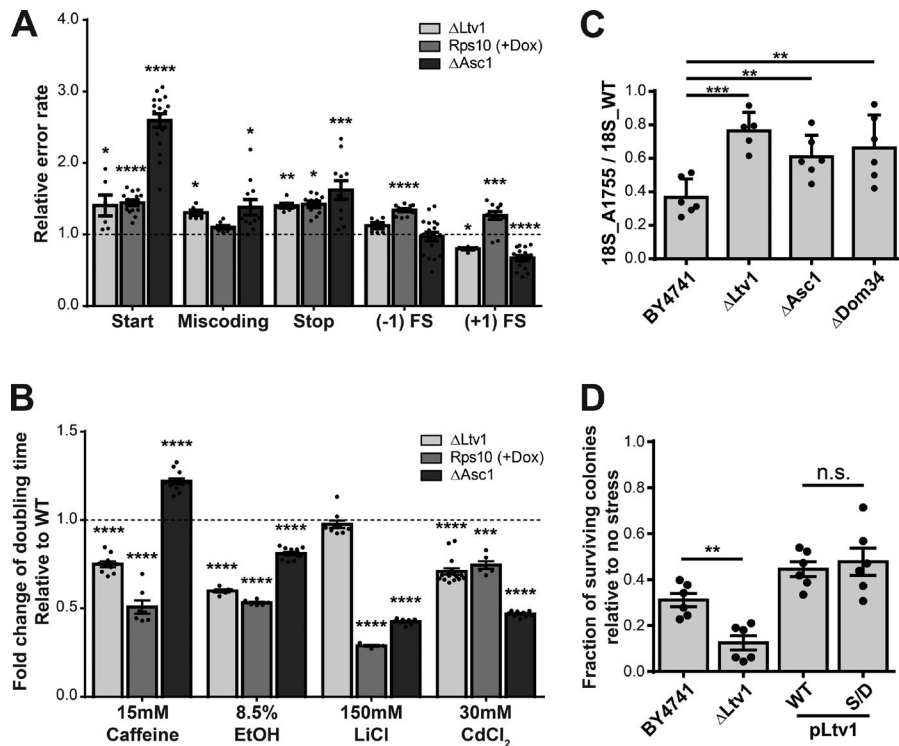 A
Relative error rate
4.0
3.0
2.0
1.0
0.0
ΔLtv1
Rps10 (+Dox)
ΔAsc1
* **** ****
* *
** * ***
****
* *** ****
Start Miscoding Stop (-1) FS (+1) FS
B
Fold change of doubling time
Relative to WT
1.5
1.0
0.5
0.0
ΔLtv1
Rps10 (+Dox)
ΔAsc1
**** **** ****
**** **** ****
**** ****
**** *** ****
15mM 8.5% 150mM 30mM
Caffeine EtOH LiCl CdCl₂
C
18S_A1755 / 18S_WT
1.0
0.8
0.6
0.4
0.2
0.0
**
**
***
BY4741 ΔLtv1 ΔAsc1 ΔDom34
D
Fraction of surviving colonies
relative to no stress
1.0
0.8
0.6
0.4
0.2
0.0
**
n.s.
BY4741 ΔLtv1 WT S/D
pLtv1